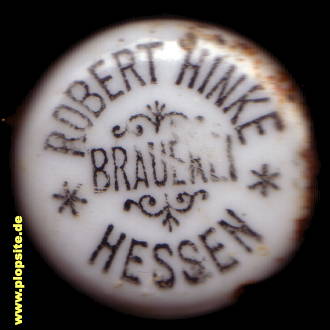 ROBERT HINKE
BRAUEREI
* HESSEN *
www.plopsite.de